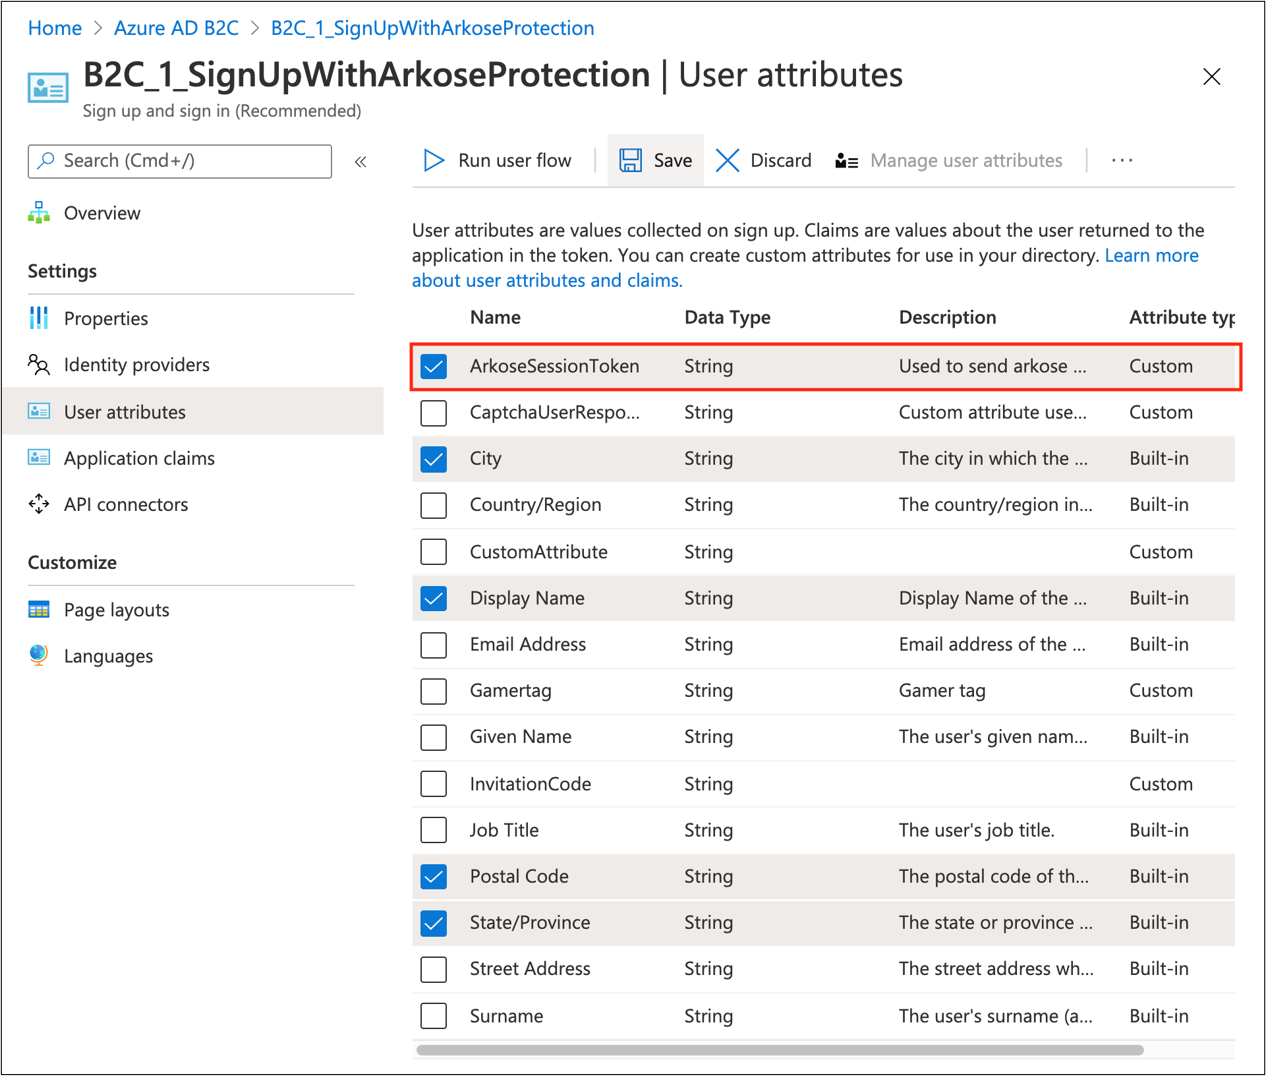 Home > Azure AD B2C > B2C_1_SignUpWithArkoseProtection
B2C_1_SignUpWithArkoseProtection | User attributes
Sign up and sign in (Recommended)
Search (Cmd+/)
«
Run user flow
Save
Discard
Manage user attributes
...
Overview
Settings
Properties
Identity providers
User attributes
Application claims
API connectors
Customize
Page layouts
Languages
User attributes are values collected on sign up. Claims are values about the user returned to the
application in the token. You can create custom attributes for use in your directory. Learn more
about user attributes and claims.
Name Data Type Description Attribute typ
ArkoseSessionToken String Used to send arkose ... Custom
CaptchaUserRespo... String Custom attribute use... Custom
City String The city in which the ... Built-in
Country/Region String The country/region in... Built-in
CustomAttribute String Custom
Display Name String Display Name of the ... Built-in
Email Address String Email address of the ... Built-in
Gamertag String Gamer tag Custom
Given Name String The user's given nam... Built-in
InvitationCode String Custom
Job Title String The user's job title. Built-in
Postal Code String The postal code of th... Built-in
State/Province String The state or province ... Built-in
Street Address String The street address wh... Built-in
Surname String The user's surname (a... Built-in